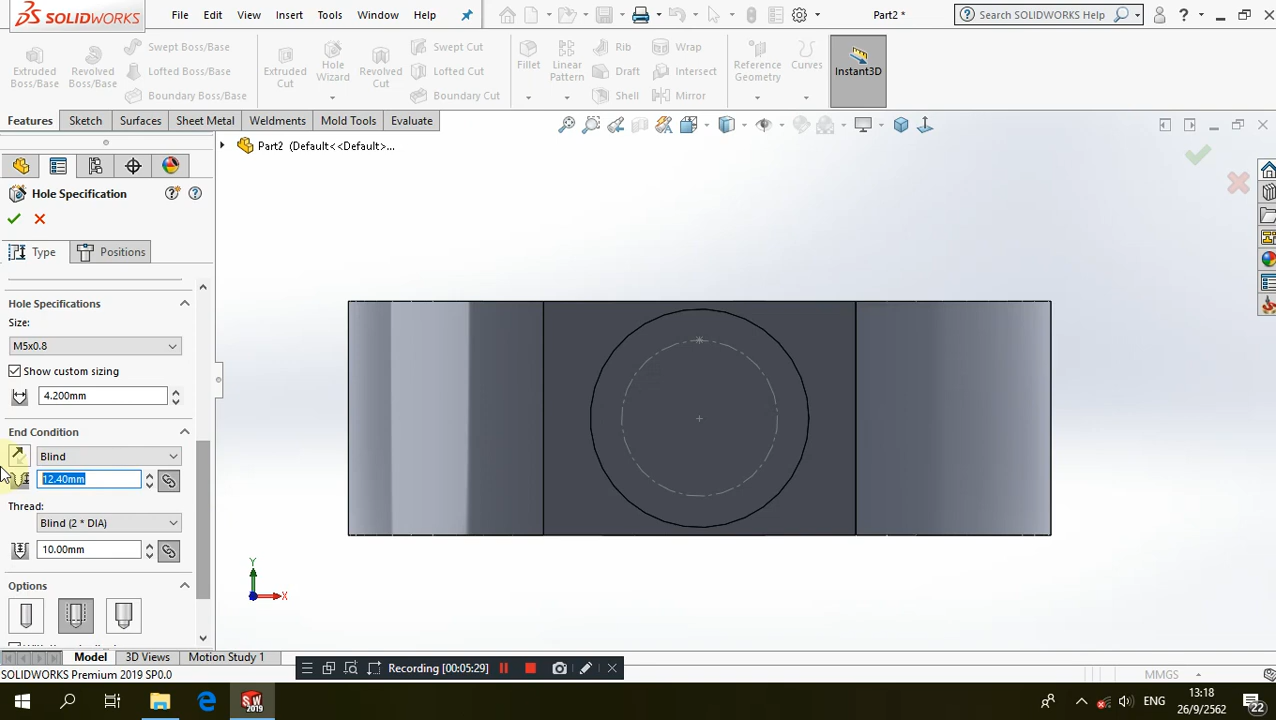 SOLIDWORKS File Edit View Insert Tools Window Help Part2 * Search SOLIDWORKS Help ?
Extruded Boss/Base Revolved Boss/Base Swept Boss/Base Lofted Boss/Base Boundary Boss/Base Extruded Cut Hole Wizard Revolved Cut Swept Cut Lofted Cut Boundary Cut Fillet Linear Pattern Rib Draft Shell Wrap Intersect Mirror Reference Geometry Curves Instant3D
Features Sketch Surfaces Sheet Metal Weldments Mold Tools Evaluate
Part2 (Default<<Default>...
Hole Specification
Type Positions
Hole Specifications
Size:
M5x0.8
Show custom sizing
4.200mm
End Condition
Blind
12.40mm
Thread:
Blind (2 * DIA)
10.00mm
Options
Y
X
Model 3D Views Motion Study 1
Recording [00:05:29]
SOLIDWORKS Premium 2019 SP0.0 MMGS
SW 2019 ENG 13:18
26/9/2562 22